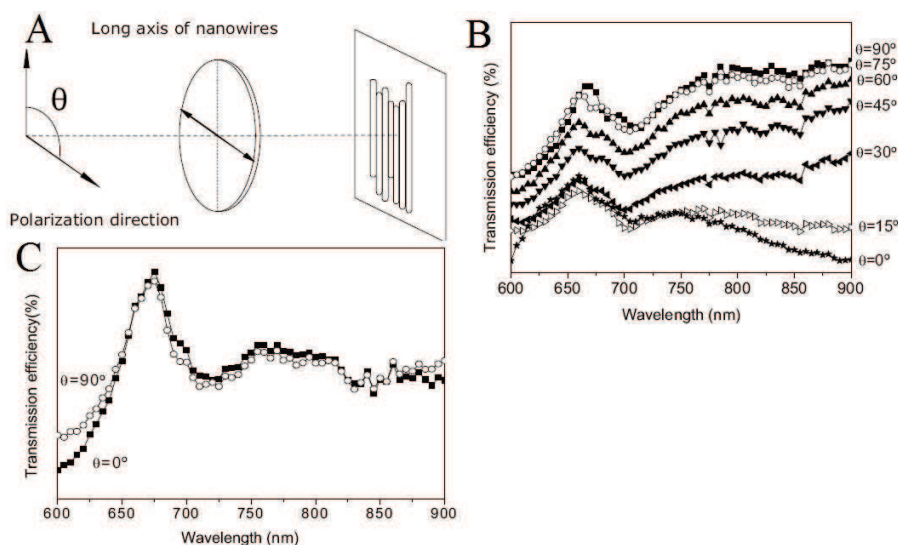 A
Long axis of nanowires
θ
Polarization direction
B
Transmission efficiency (%)
θ=90°
θ=75°
θ=60°
θ=45°
θ=30°
θ=15°
θ=0°
600 650 700 750 800 850 900
Wavelength (nm)
C
Transmission efficiency(%)
θ=90°
θ=0°
600 650 700 750 800 850 900
Wavelength (nm)